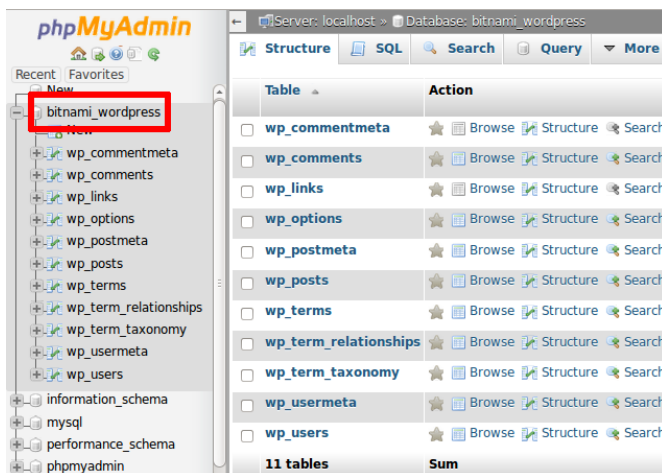 phpMyAdmin
Recent Favorites
New
bitnami_wordpress
New
wp_commentmeta
wp_comments
wp_links
wp_options
wp_postmeta
wp_posts
wp_terms
wp_term_relationships
wp_term_taxonomy
wp_usermeta
wp_users
information_schema
mysql
performance_schema
phpmyadmin
Server: localhost » Database: bitnami_wordpress
Structure SQL Search Query More
Table Action
wp_commentmeta Browse Structure Search
wp_comments Browse Structure Search
wp_links Browse Structure Search
wp_options Browse Structure Search
wp_postmeta Browse Structure Search
wp_posts Browse Structure Search
wp_terms Browse Structure Search
wp_term_relationships Browse Structure Search
wp_term_taxonomy Browse Structure Search
wp_usermeta Browse Structure Search
wp_users Browse Structure Search
11 tables Sum